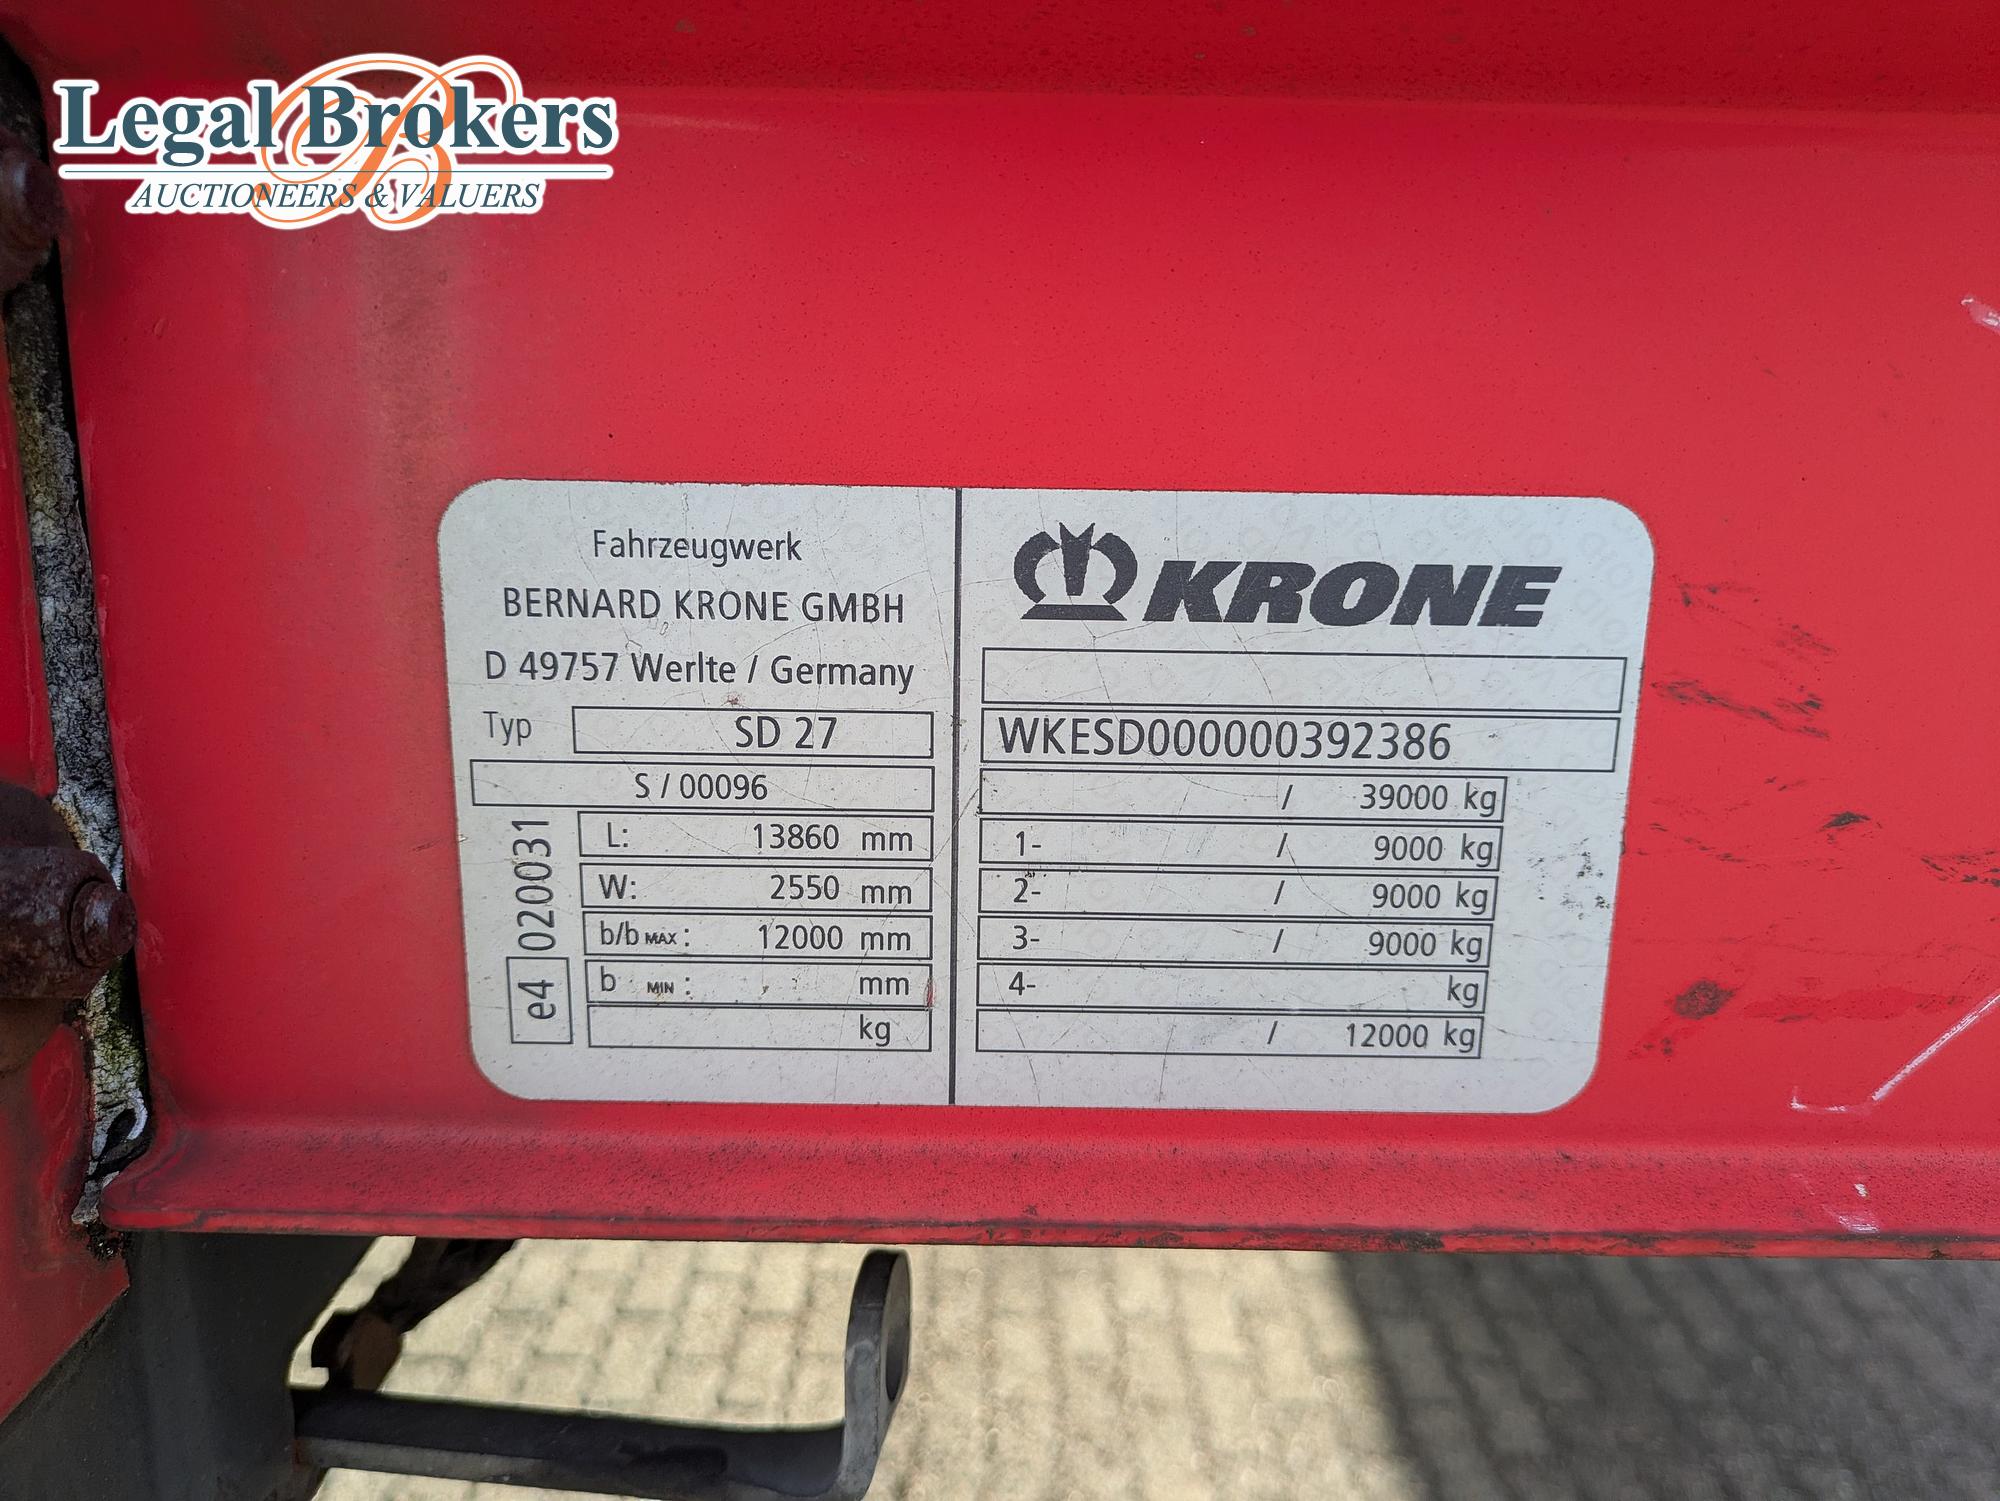 Legal Brokers
AUCTIONEERS & VALUERS
Fahrzeugwerk
BERNARD KRONE GMBH
D 49757 Werlte / Germany
Typ SD 27
S / 00096
e4 020031
L: 13860 mm
W: 2550 mm
b/b MAX : 12000 mm
b MIN : mm
kg
KRONE
WKESD000000392386
/ 39000 kg
1- / 9000 kg
2- / 9000 kg
3- / 9000 kg
4- kg
/ 12000 kg